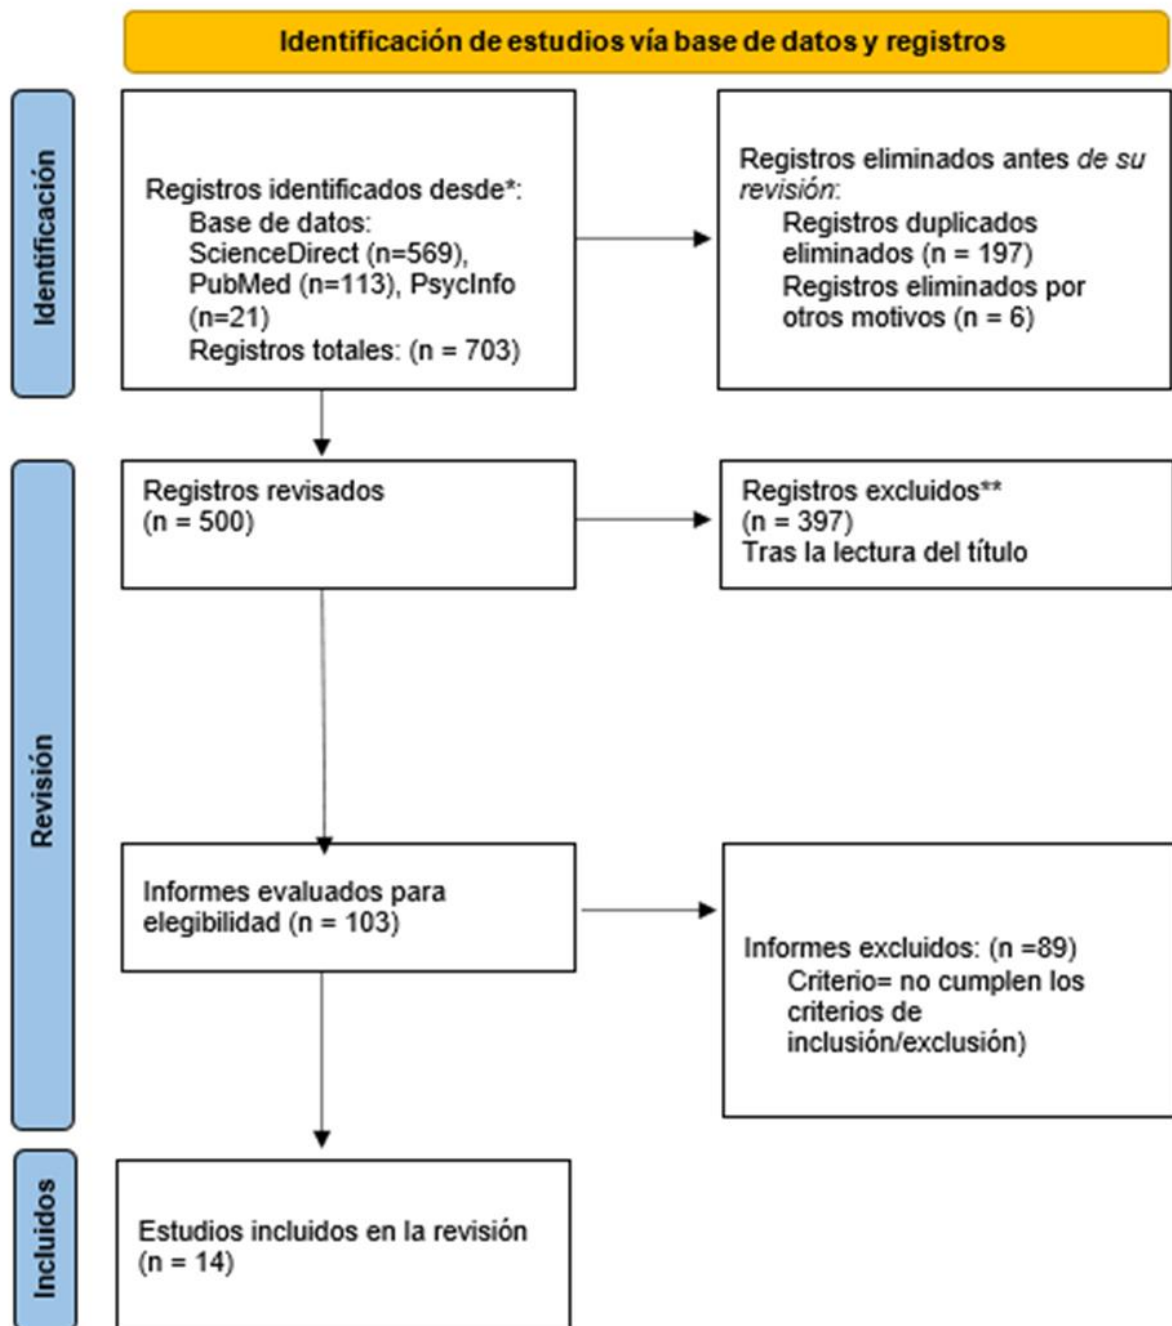 Identificación de estudios vía base de datos y registros
Identificación
Registros identificados desde*:
Base de datos:
ScienceDirect (n=569),
PubMed (n=113), PsycInfo
(n=21)
Registros totales: (n = 703)
Registros eliminados antes de su
revisión:
Registros duplicados
eliminados (n = 197)
Registros eliminados por
otros motivos (n = 6)
Revisión
Registros revisados
(n = 500)
Registros excluidos**
(n = 397)
Tras la lectura del título
Informes evaluados para
elegibilidad (n = 103)
Informes excluidos: (n =89)
Criterio= no cumplen los
criterios de
inclusión/exclusión)
Incluidos
Estudios incluidos en la revisión
(n = 14)